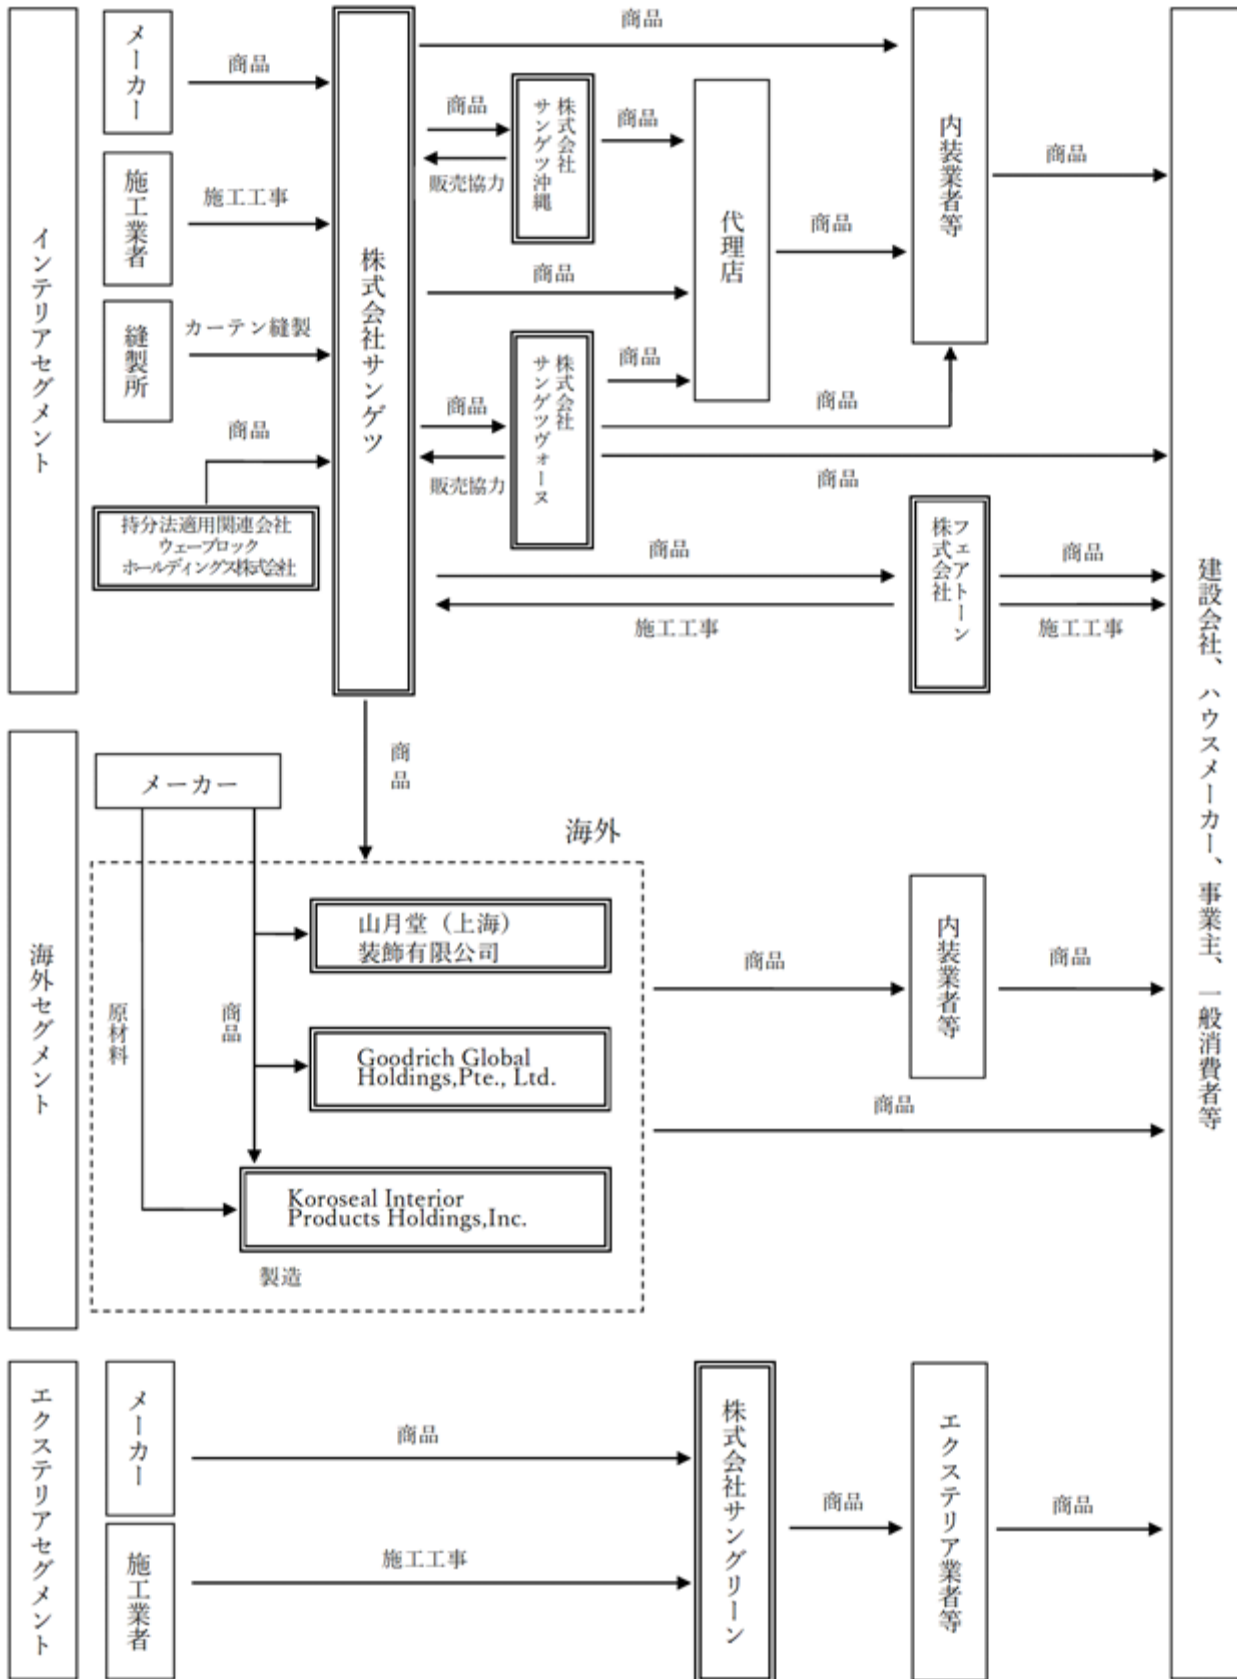 インテリアセグメント
メーカー
商品
施工業者
施工工事
縫製所
カーテン縫製
商品
持分法適用関連会社
ウェーブロック
ホールディングス株式会社
株式会社サンゲツ
商品
商品
販売協力
株式会社
サンゲツ沖縄
商品
商品
商品
販売協力
株式会社
サンゲツヴォーヌ
商品
代理店
商品
商品
商品
内装業者等
商品
商品
施工工事
フェアトーン
株式会社
商品
施工工事
建設会社、ハウスメーカー、事業主、一般消費者等
海外セグメント
メーカー
商品
海外
原材料
商品
山月堂（上海）
装飾有限公司
Goodrich Global
Holdings,Pte., Ltd.
Koroseal Interior
Products Holdings,Inc.
製造
商品
内装業者等
商品
商品
エクステリアセグメント
メーカー
商品
施工業者
施工工事
株式会社サングリーン
商品
エクステリア業者等
商品